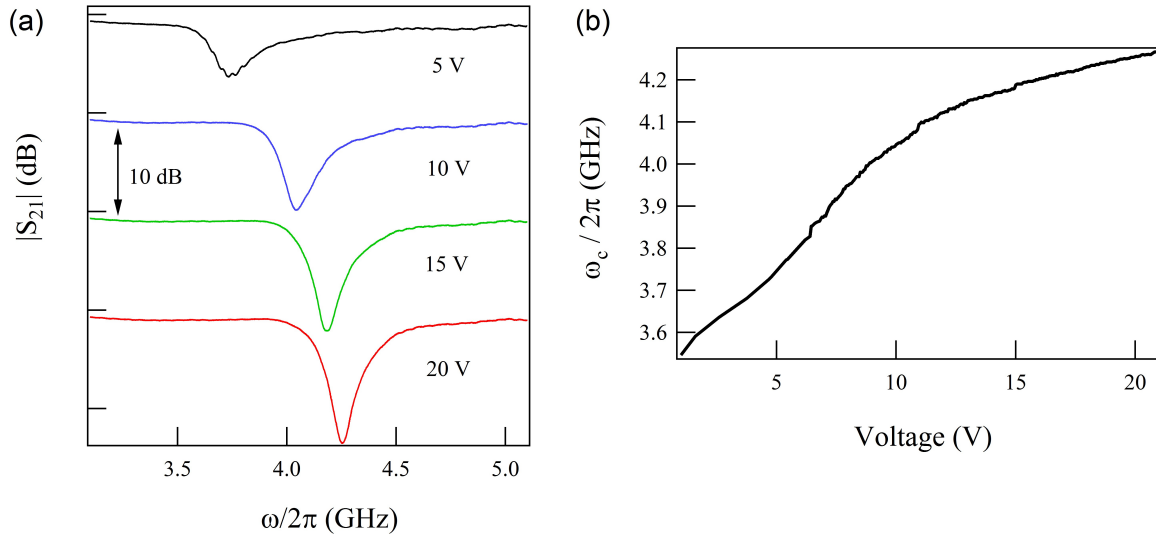 (a)
|S21| (dB)
10 dB
5 V
10 V
15 V
20 V
3.5 4.0 4.5 5.0
ω/2π (GHz)
(b)
ωc / 2π (GHz)
4.2
4.1
4.0
3.9
3.8
3.7
3.6
5 10 15 20
Voltage (V)